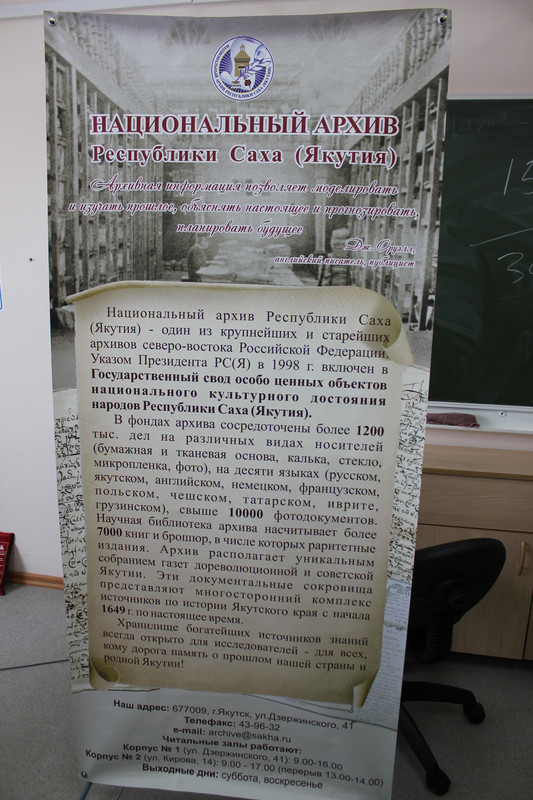 НАЦИОНАЛЬНЫЙ АРХИВ
Республики Саха (Якутия)
Архивная информация позволяет моделировать
и изучать прошлое, объяснять настоящее и прогнозировать,
планировать будущее
Дж. Оруэлл,
английский писатель, публицист
Национальный архив Республики Саха
(Якутия) - один из крупнейших и старейших
архивов северо-востока Российской Федерации.
Указом Президента РС(Я) в 1998 г. включен в
Государственный свод особо ценных объектов
национального культурного достояния
народов Республики Саха (Якутия).
В фондах архива сосредоточены более 1200
тыс. дел на различных видах носителей
(бумажная и тканевая основа, калька, стекло,
микропленка, фото), на десяти языках (русском,
якутском, английском, немецком, французском,
польском, чешском, татарском, иврите,
грузинском), свыше 10000 фотодокументов.
Научная библиотека архива насчитывает более
7000 книг и брошюр, в числе которых раритетные
издания. Архив располагает уникальным
собранием газет дореволюционной и советской
Якутии. Эти документальные сокровища
представляют многосторонний комплекс
источников по истории Якутского края с начала
1649 г. по настоящее время.
Хранилище богатейших источников знаний
всегда открыто для исследователей - для всех,
кому дорога память о прошлом нашей страны и
родной Якутии!
Наш адрес: 677009, г.Якутск, ул.Дзержинского, 41
Телефакс: 43-96-32
e-mail: archive@sakha.ru
Читальные залы работают:
Корпус № 1 (ул. Дзержинского, 41): 9.00-16.00
Корпус № 2 (ул. Кирова, 14): 9.00 - 17.00 (перерыв 13.00-14.00)
Выходные дни: суббота, воскресенье